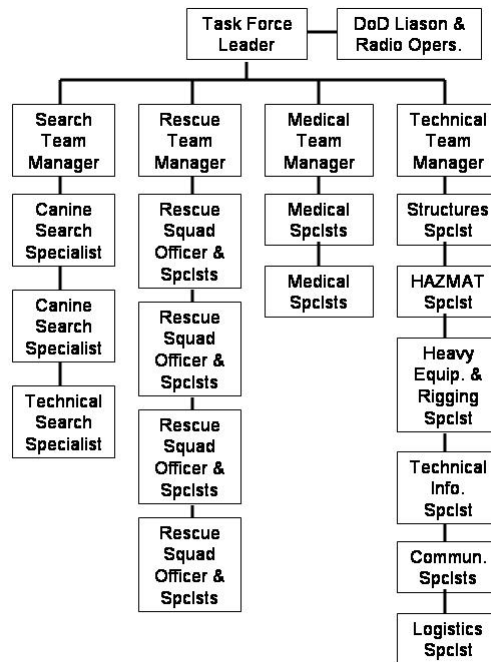 Task Force
Leader
DoD Liason &
Radio Opers.
Search
Team
Manager
Canine
Search
Specialist
Canine
Search
Specialist
Technical
Search
Specialist
Rescue
Team
Manager
Rescue
Squad
Officer &
Spclsts
Rescue
Squad
Officer &
Spclsts
Rescue
Squad
Officer &
Spclsts
Rescue
Squad
Officer &
Spclsts
Medical
Team
Manager
Medical
Spclsts
Medical
Spclsts
Technical
Team
Manager
Structures
Spclst
HAZMAT
Spclst
Heavy
Equip. &
Rigging
Spclst
Technical
Info.
Spclst
Commun.
Spclsts
Logistics
Spclst